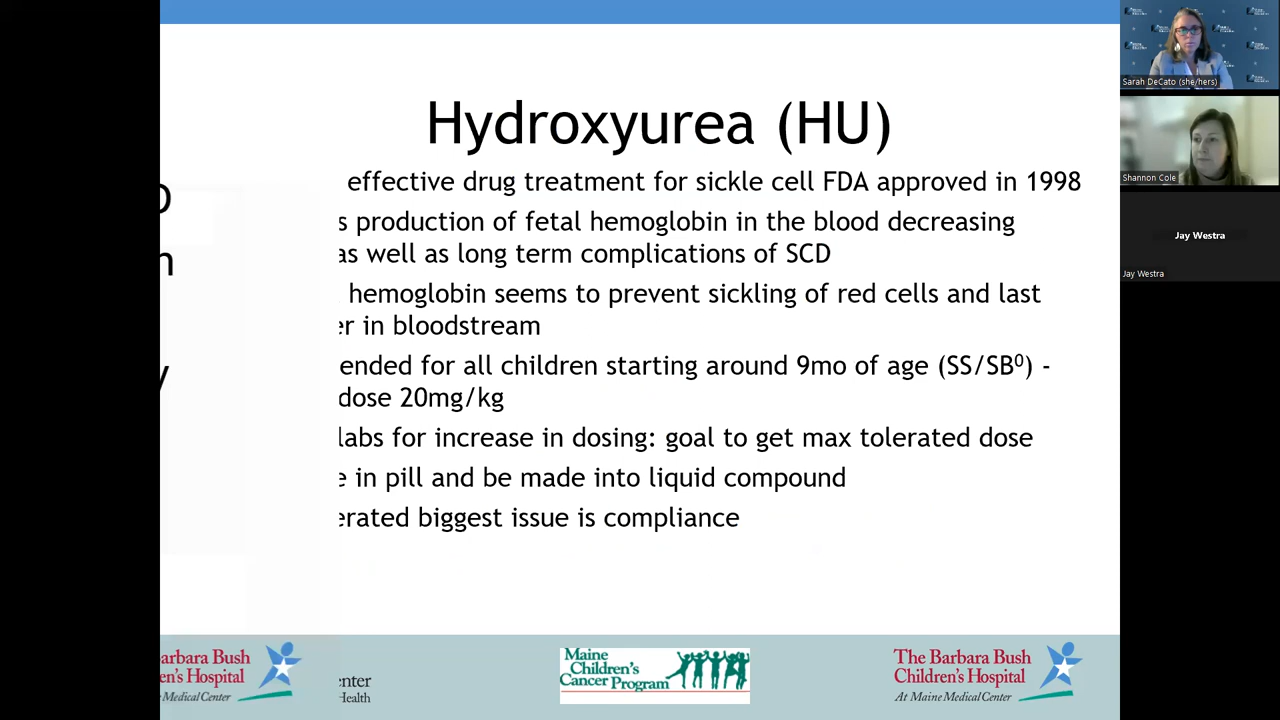 Hydroxyurea (HU)
effective drug treatment for sickle cell FDA approved in 1998
s production of fetal hemoglobin in the blood decreasing
as well as long term complications of SCD
hemoglobin seems to prevent sickling of red cells and last
er in bloodstream
ended for all children starting around 9mo of age (SS/SB⁰) -
dose 20mg/kg
labs for increase in dosing: goal to get max tolerated dose
e in pill and be made into liquid compound
erated biggest issue is compliance
arbara Bush
en's Hospital
Medical Center
enter
Health
Maine
Children's
Cancer Program
The Barbara Bush
Children's Hospital
At Maine Medical Center
Sarah DeCato (she/hers)
Shannon Cole
Jay Westra
Jay Westra